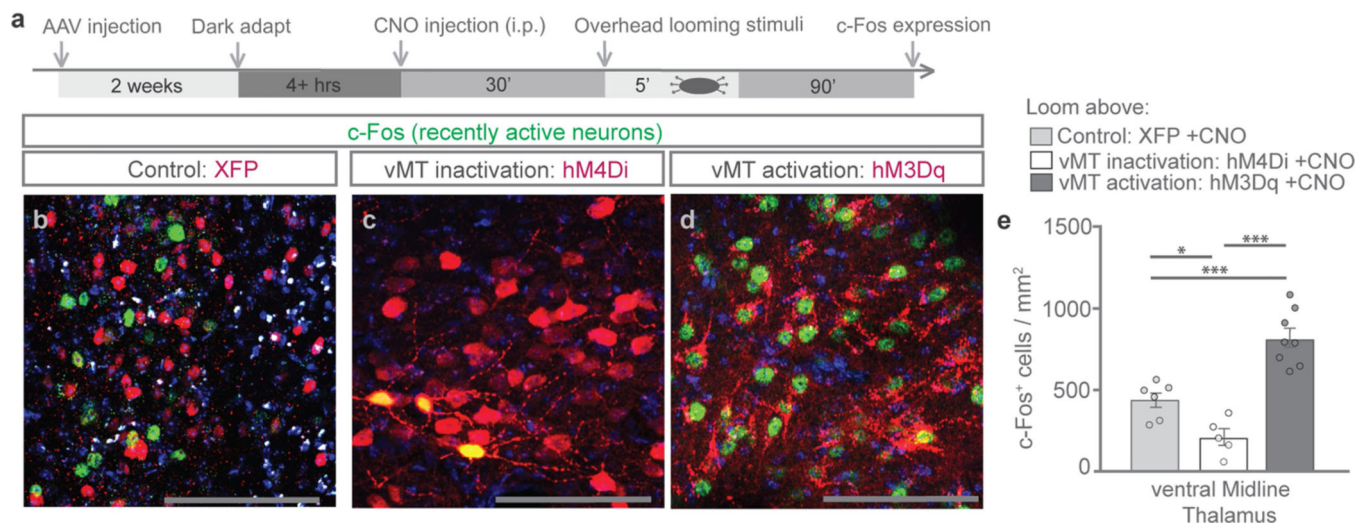 a
AAV injection
Dark adapt
CNO injection (i.p.)
Overhead looming stimuli
c-Fos expression
2 weeks
4+ hrs
30’
5’
90’
c-Fos (recently active neurons)
Control: XFP
vMT inactivation: hM4Di
vMT activation: hM3Dq
b
c
d
Loom above:
Control: XFP +CNO
vMT inactivation: hM4Di +CNO
vMT activation: hM3Dq +CNO
e
c-Fos⁺ cells / mm²
1500
1000
500
0
*
***
***
ventral Midline
Thalamus